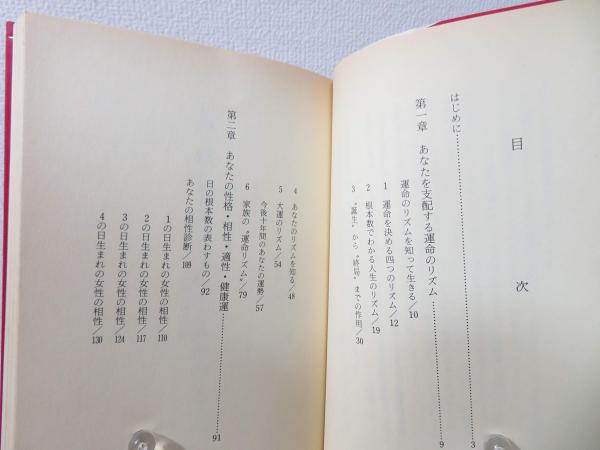 目次
はじめに……………3
第一章 あなたを支配する運命のリズム……………9
運命のリズムを知って生きる/10
1 運命を決める四つのリズム/12
2 根本数でわかる人生のリズム/19
3 〝誕生〟から〝終局〟までの作用/30
4 あなたのリズムを知る/48
5 大運のリズム/54
今後十年間のあなたの運勢/57
6 家族の〝運命リズム〟/79
第二章 あなたの性格・相性・適性・健康運……………91
日の根本数の表わすもの/92
あなたの相性診断/109
1の日生まれの女性の相性/110
2の日生まれの女性の相性/117
3の日生まれの女性の相性/124
4の日生まれの女性の相性/130